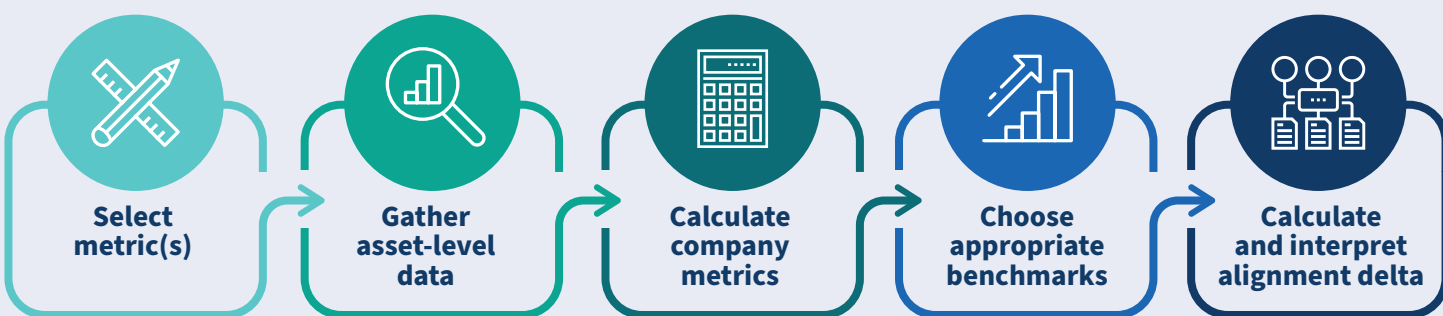 Select
metric(s)
Gather
asset-level
data
Calculate
company
metrics
Choose
appropriate
benchmarks
Calculate
and interpret
alignment delta